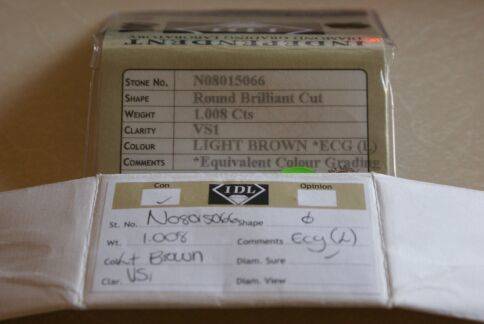 INDEPENDENT
DIAMOND GRADING LABORATORY
STONE NO. N08015066
SHAPE Round Brilliant Cut
WEIGHT 1.008 Cts
CLARITY VS1
COLOUR LIGHT BROWN *ECG (L)
COMMENTS *Equivalent Colour Grading
Con IDL Opinion
St. No. N08015066 Shape
Wt. 1.008 Comments Ecg (L)
Col Lt Brown Diam. Sure
Clar. VS1 Diam. View